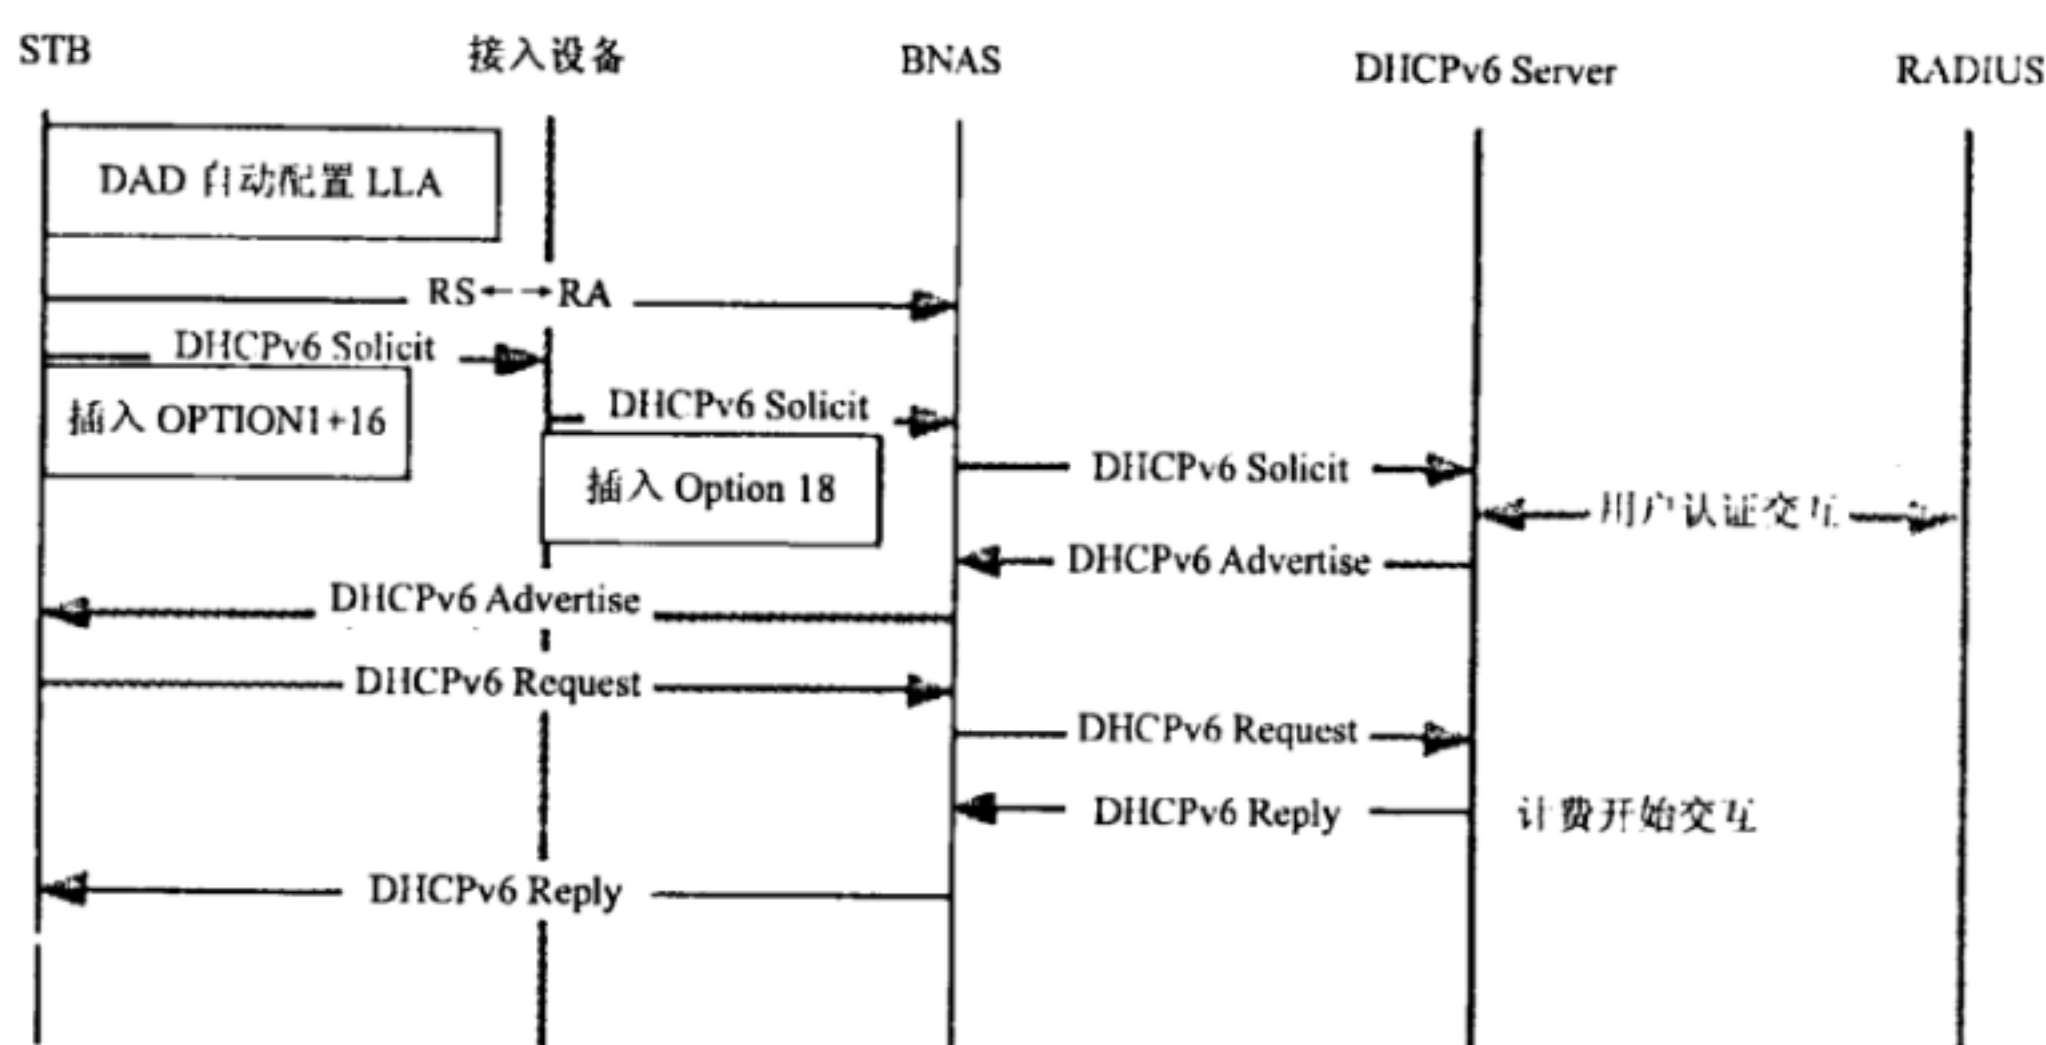 STB
接入设备
BNAS
DHCPv6 Server
RADIUS
DAD 自动配置 LLA
RS←-→RA
DHCPv6 Solicit
插入 OPTION1+16
DHCPv6 Solicit
插入 Option 18
DHCPv6 Solicit
用户认证交互
DHCPv6 Advertise
DHCPv6 Advertise
DHCPv6 Request
DHCPv6 Request
DHCPv6 Reply
计费开始交互
DHCPv6 Reply